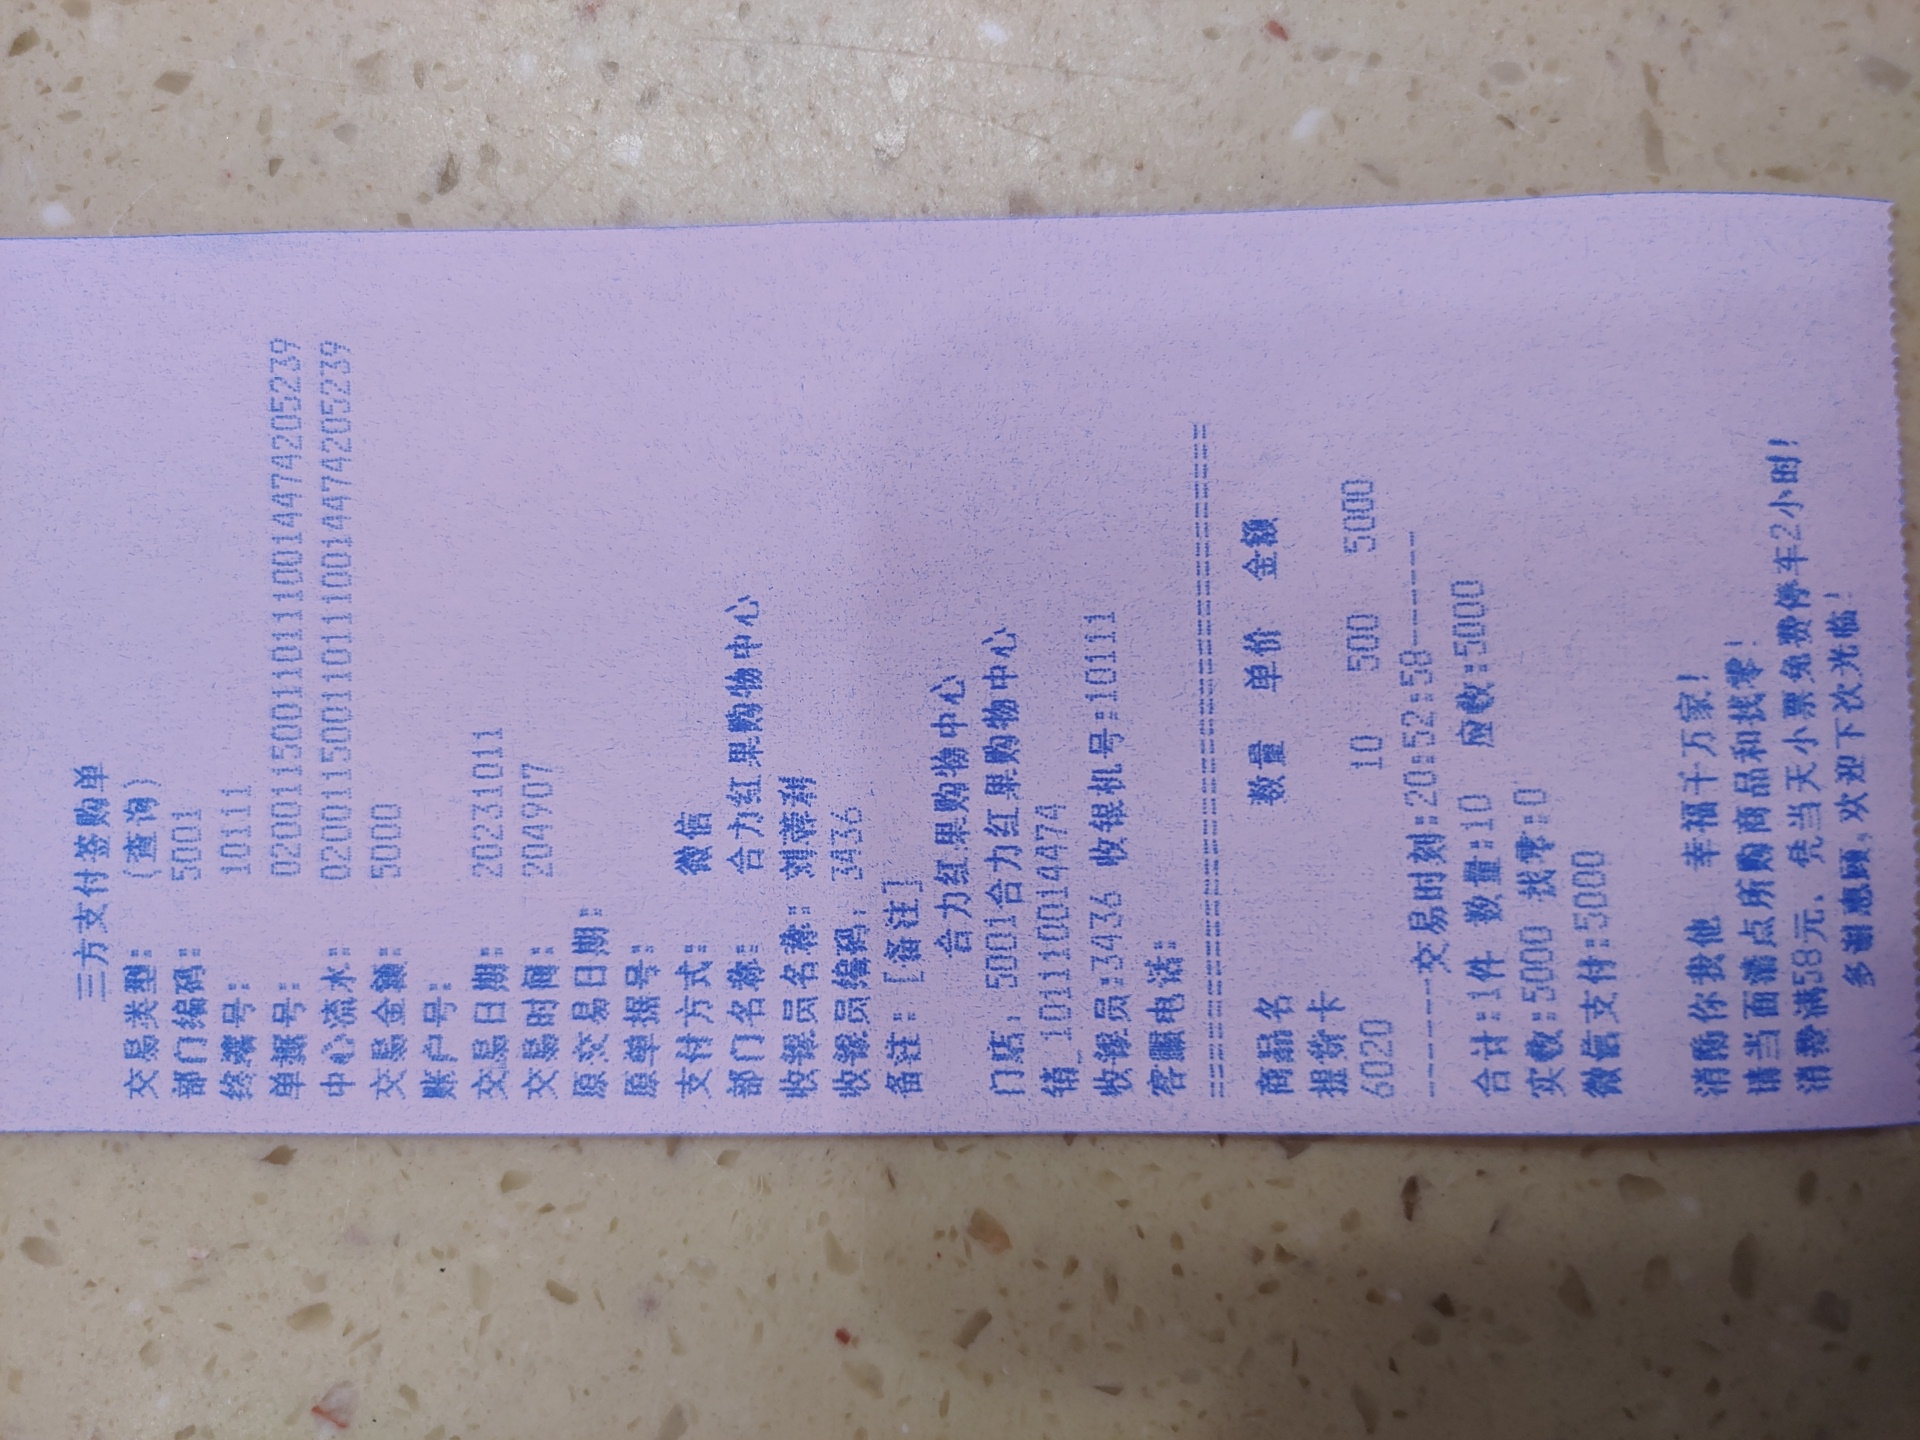 三方支付签购单
交易类型: (查询)
部门编码: 5001
终端号: 10111
单据号: 0200115001101110014474205239
中心流水: 0200115001101110014474205239
交易金额: 5000
账户号:
交易日期: 20231011
交易时间: 204907
原交易日期:
原单据号:
支付方式: 微信
部门名称: 合力红果购物中心
收银员名称:
收银员编码: 3436
备注: [备注]
合力红果购物中心
门店: 5001合力红果购物中心
销_101110014474
收银员:3436 收银机号:10111
客服电话:
商品名 数量 单价 金额
提货卡
6020 10 500 5000
------交易时刻:20:52:58------
合计:1件 数量:10 应收:5000
实收:5000 找零:0
微信支付:5000
消酬你我他 幸福千万家!
请当面清点所购商品和找零!
消费满58元、凭当天小票免费停车22小时!
多谢惠顾,欢迎下次光临!